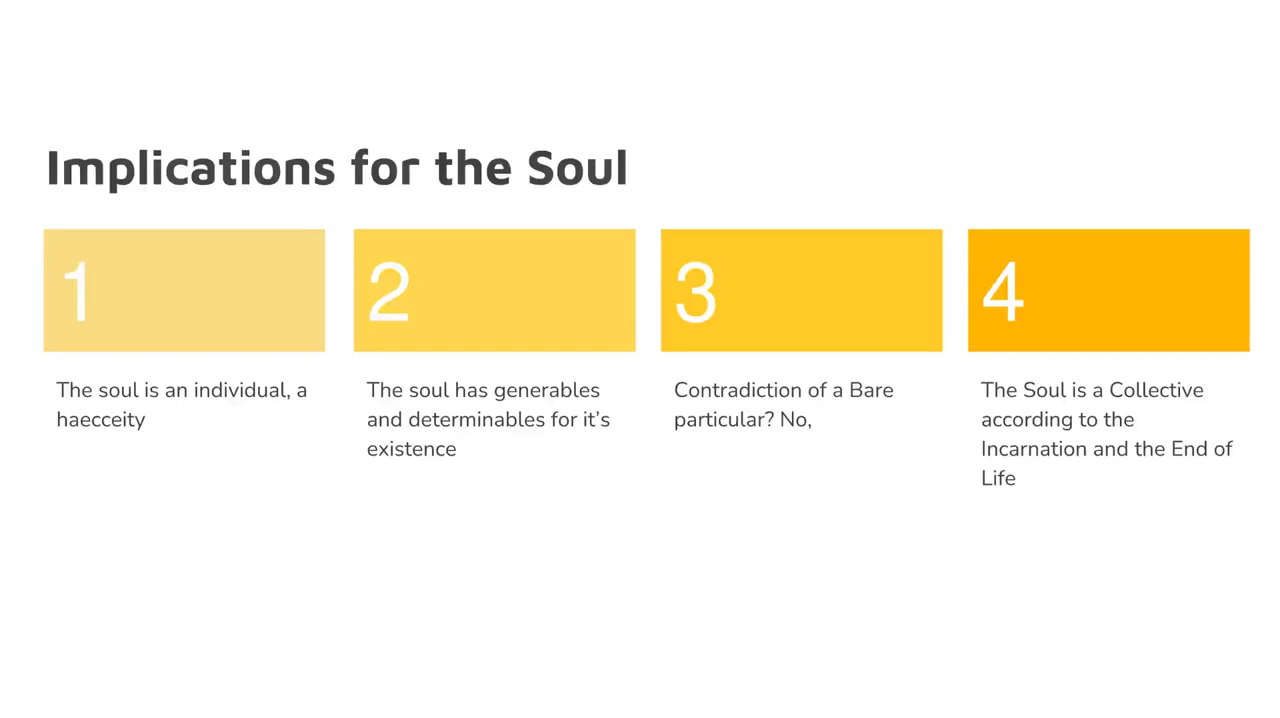 Implications for the Soul
1
The soul is an individual, a
haecceity
2
The soul has generables
and determinables for it’s
existence
3
Contradiction of a Bare
particular? No,
4
The Soul is a Collective
according to the
Incarnation and the End of
Life